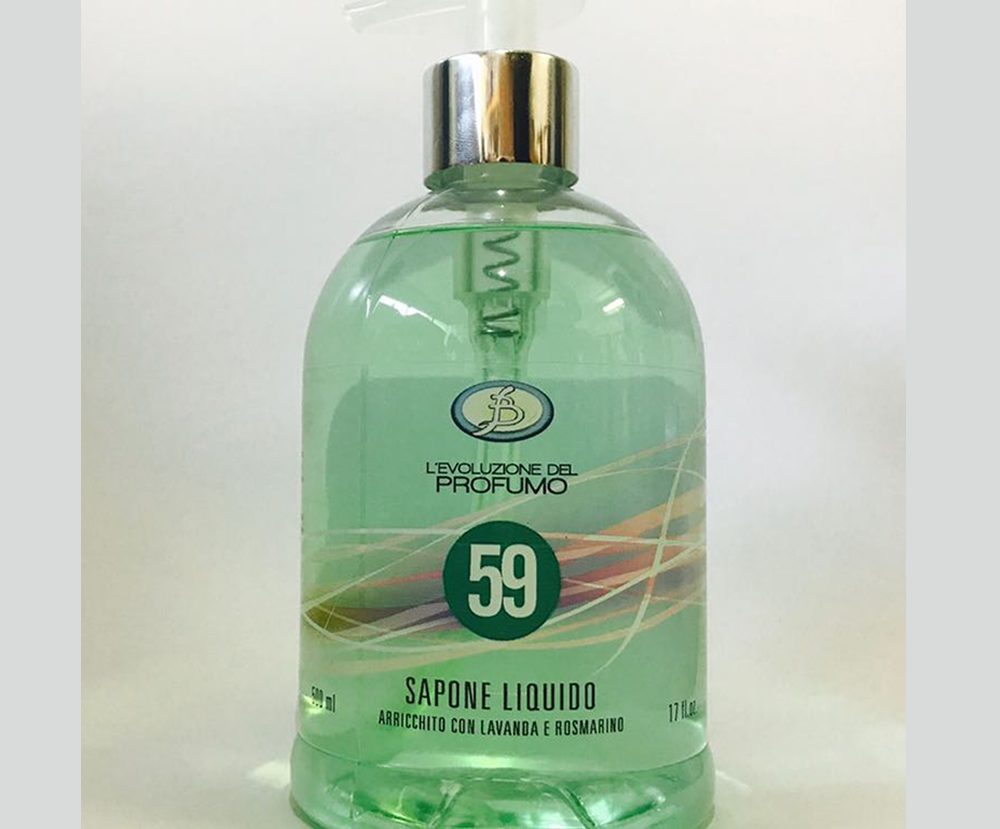 L'EVOLUZIONE DEL
PROFUMO
59
SAPONE LIQUIDO
ARRICCHITO CON LAVANDA E ROSMARINO
500 ml
17 fl.oz.